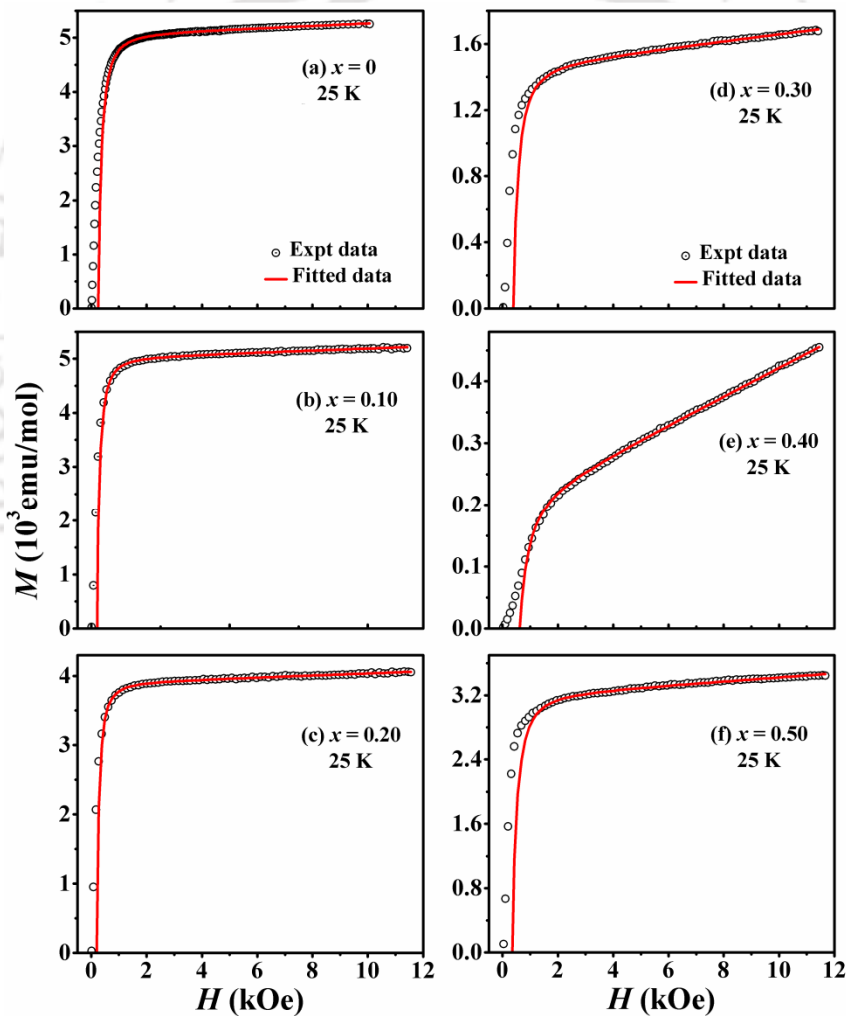 5
4
3
2
1
0
(a) x = 0
25 K
Expt data
Fitted data
1.6
1.2
0.8
0.4
0.0
(d) x = 0.30
25 K
Expt data
Fitted data
5
4
3
2
1
0
(b) x = 0.10
25 K
0.4
0.3
0.2
0.1
0.0
(e) x = 0.40
25 K
M (10³emu/mol)
4
3
2
1
0
(c) x = 0.20
25 K
0 2 4 6 8 10 12
H (kOe)
3.2
2.4
1.6
0.8
0.0
(f) x = 0.50
25 K
0 2 4 6 8 10 12
H (kOe)